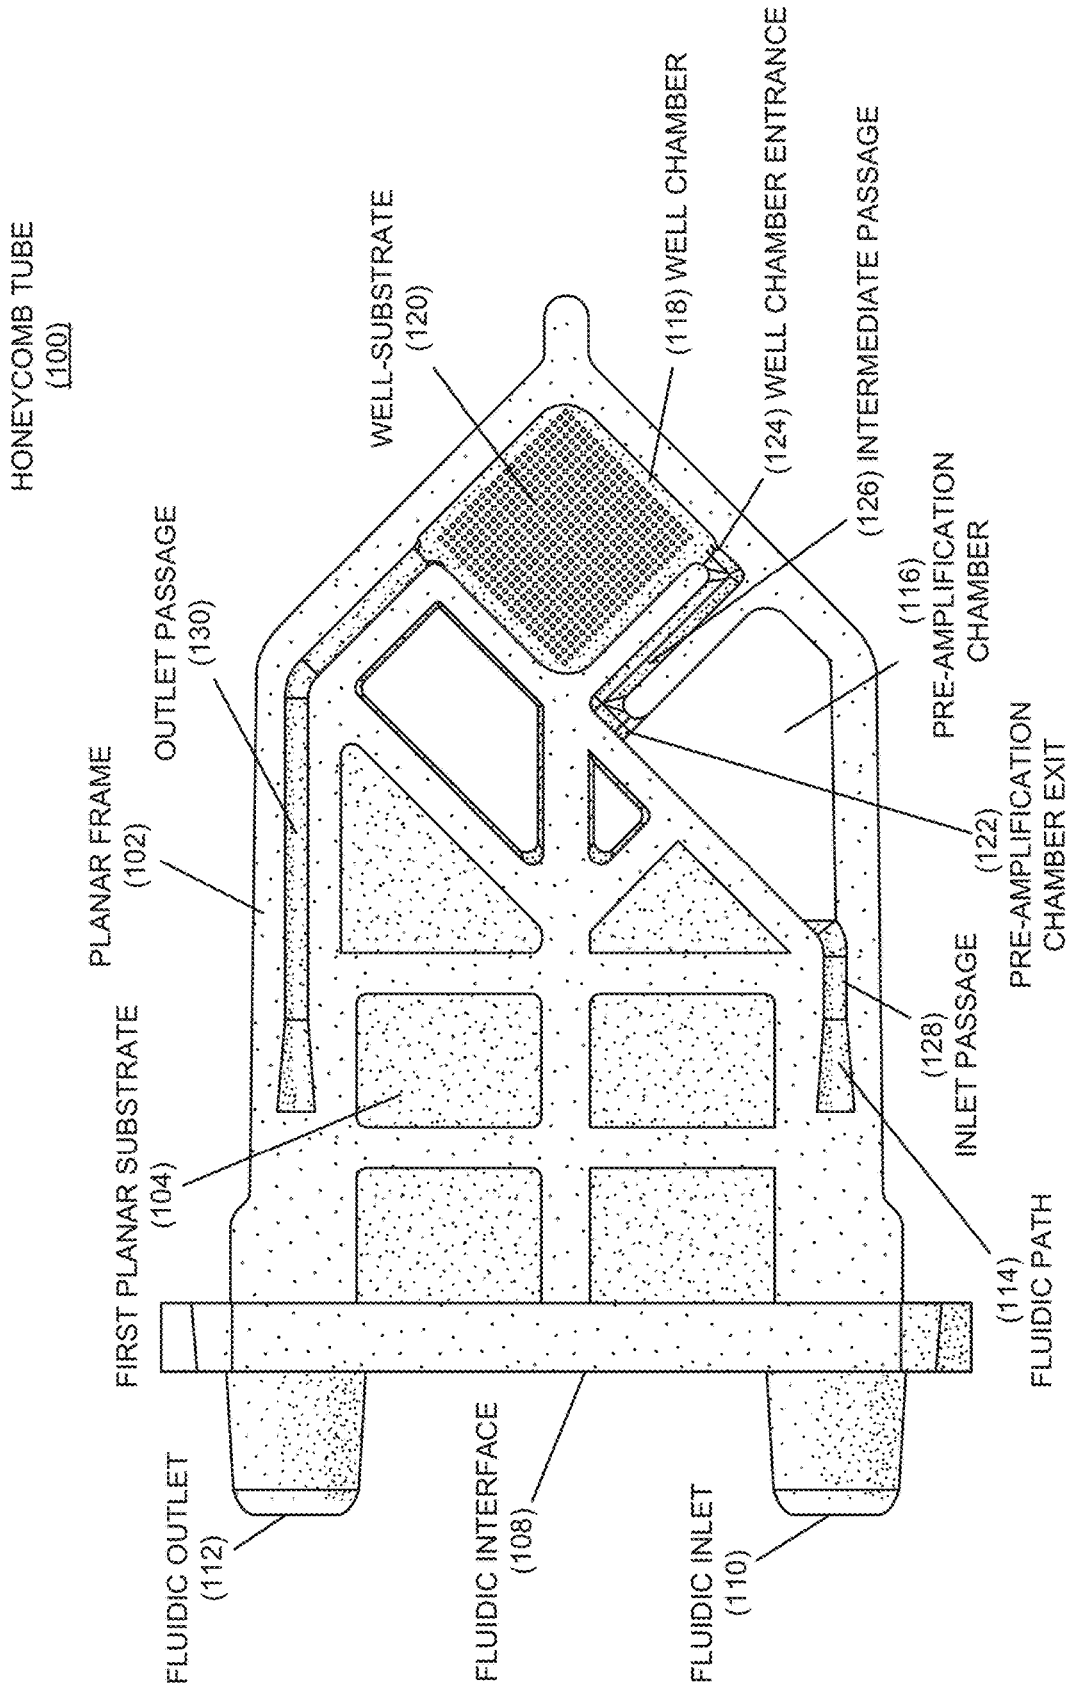 HONEYCOMB TUBE
(100)
WELL-SUBSTRATE
(120)
(118) WELL CHAMBER
(124) WELL CHAMBER ENTRANCE
(126) INTERMEDIATE PASSAGE
OUTLET PASSAGE
(130)
(116)
PRE-AMPLIFICATION
CHAMBER
PLANAR FRAME
(102)
(122)
PRE-AMPLIFICATION
CHAMBER EXIT
FIRST PLANAR SUBSTRATE
(104)
(128)
INLET PASSAGE
(114)
FLUIDIC PATH
FLUIDIC OUTLET
(112)
FLUIDIC INTERFACE
(108)
FLUIDIC INLET
(110)